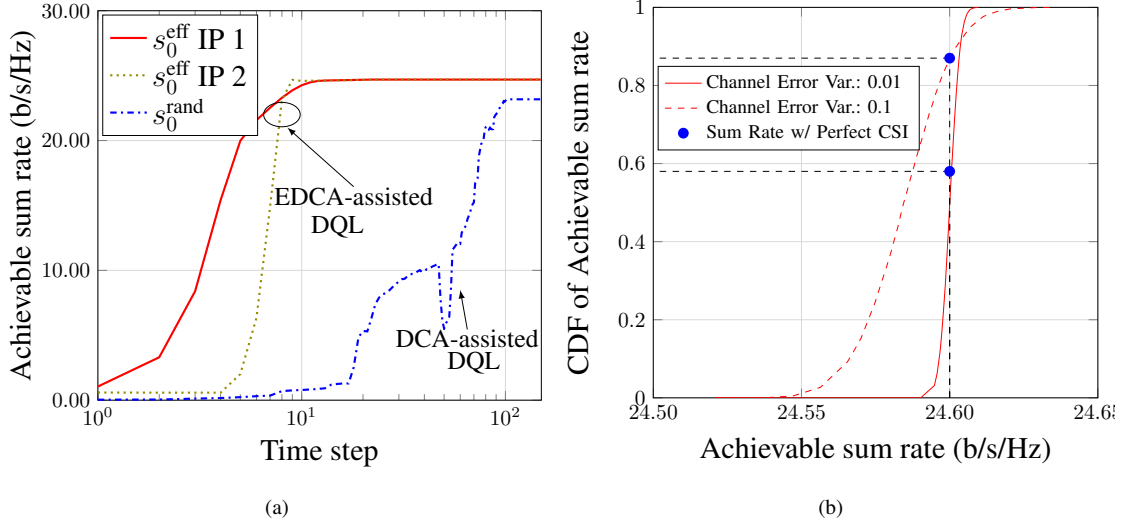 30.00
20.00
10.00
0.00
Achievable sum rate (b/s/Hz)
s_0^eff IP 1
s_0^eff IP 2
s_0^rand
EDCA-assisted
DQL
DCA-assisted
DQL
10^0
10^1
10^2
Time step
(a)
1
0.8
0.6
0.4
0.2
0
CDF of Achievable sum rate
Channel Error Var.: 0.01
Channel Error Var.: 0.1
Sum Rate w/ Perfect CSI
24.50
24.55
24.60
24.65
Achievable sum rate (b/s/Hz)
(b)